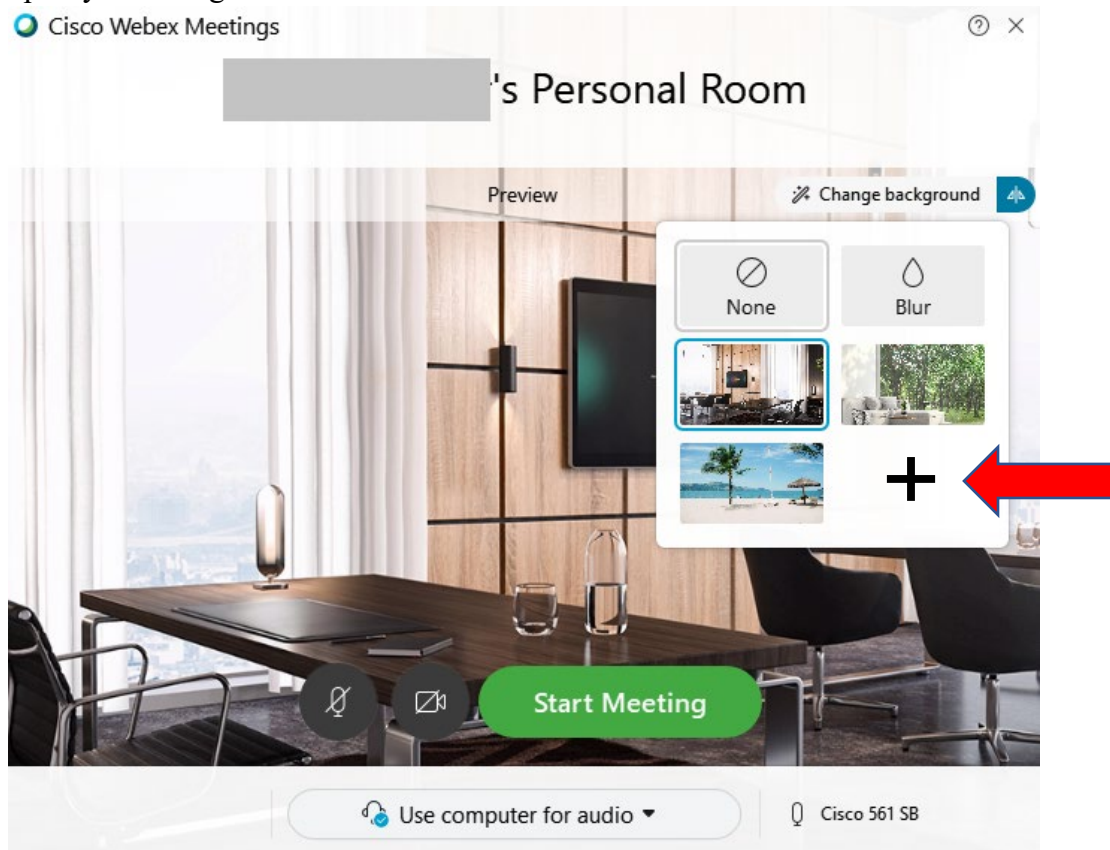 Cisco Webex Meetings
's Personal Room
Preview
Change background
None
Blur
Start Meeting
Use computer for audio
Cisco 561 SB